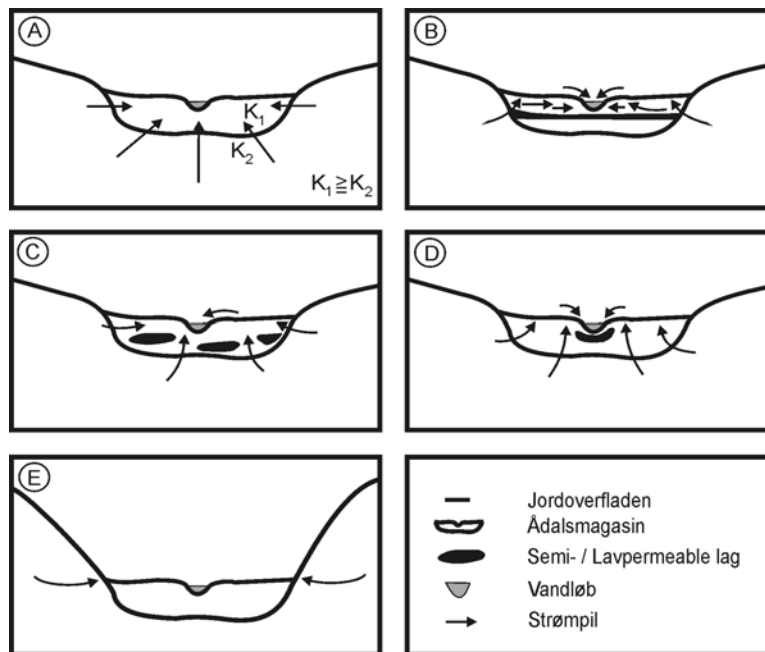 A
K₁
K₂
K₁≧K₂
B
C
D
E
Jordoverfladen
Ådalsmagasin
Semi- / Lavpermeable lag
Vandløb
Strømpil